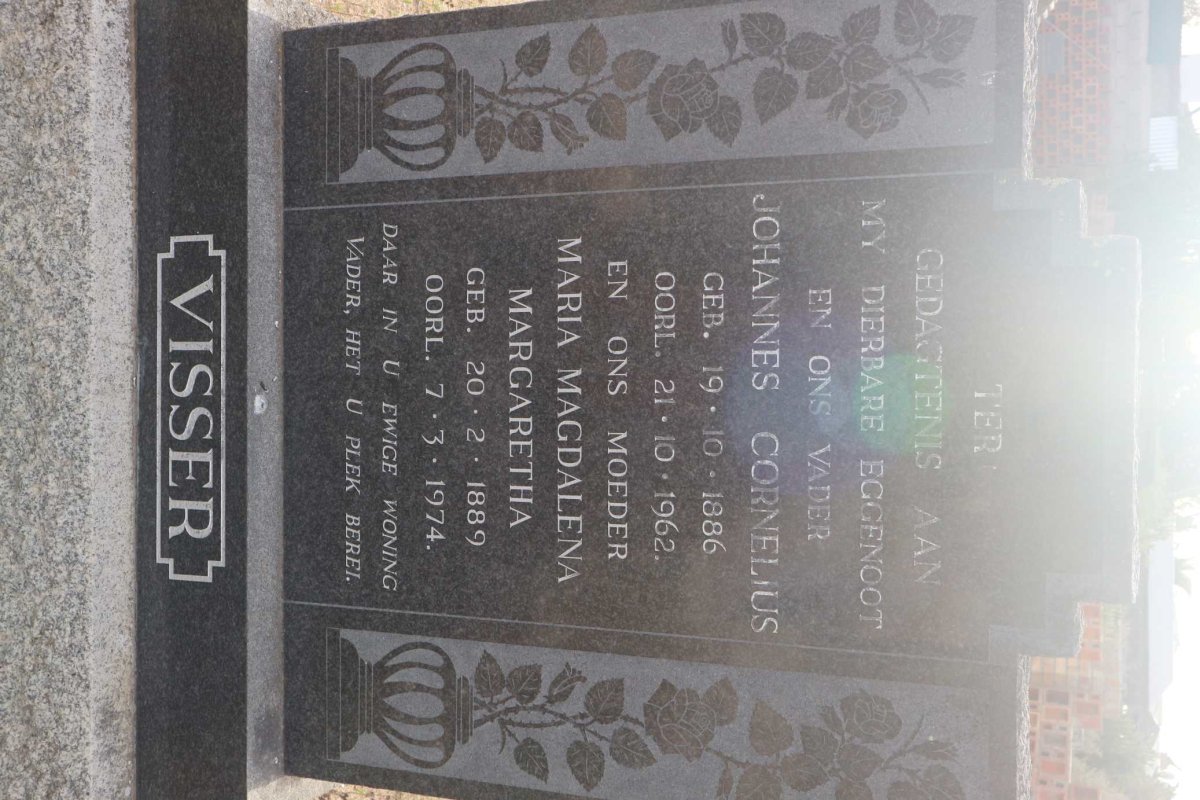 TER
GEDAGTENIS AAN
MY DIERBARE EGGENOOT
EN ONS VADER
JOHANNES CORNELIUS
GEB. 19·10·1886
OORL. 21·10·1962.
EN ONS MOEDER
MARIA MAGDALENA
MARGARETHA
GEB. 20·2·1889
OORL. 7·3·1974.
DAAR IN U EWIGE WONING
VADER, HET U PLEK BEREI.
VISSER